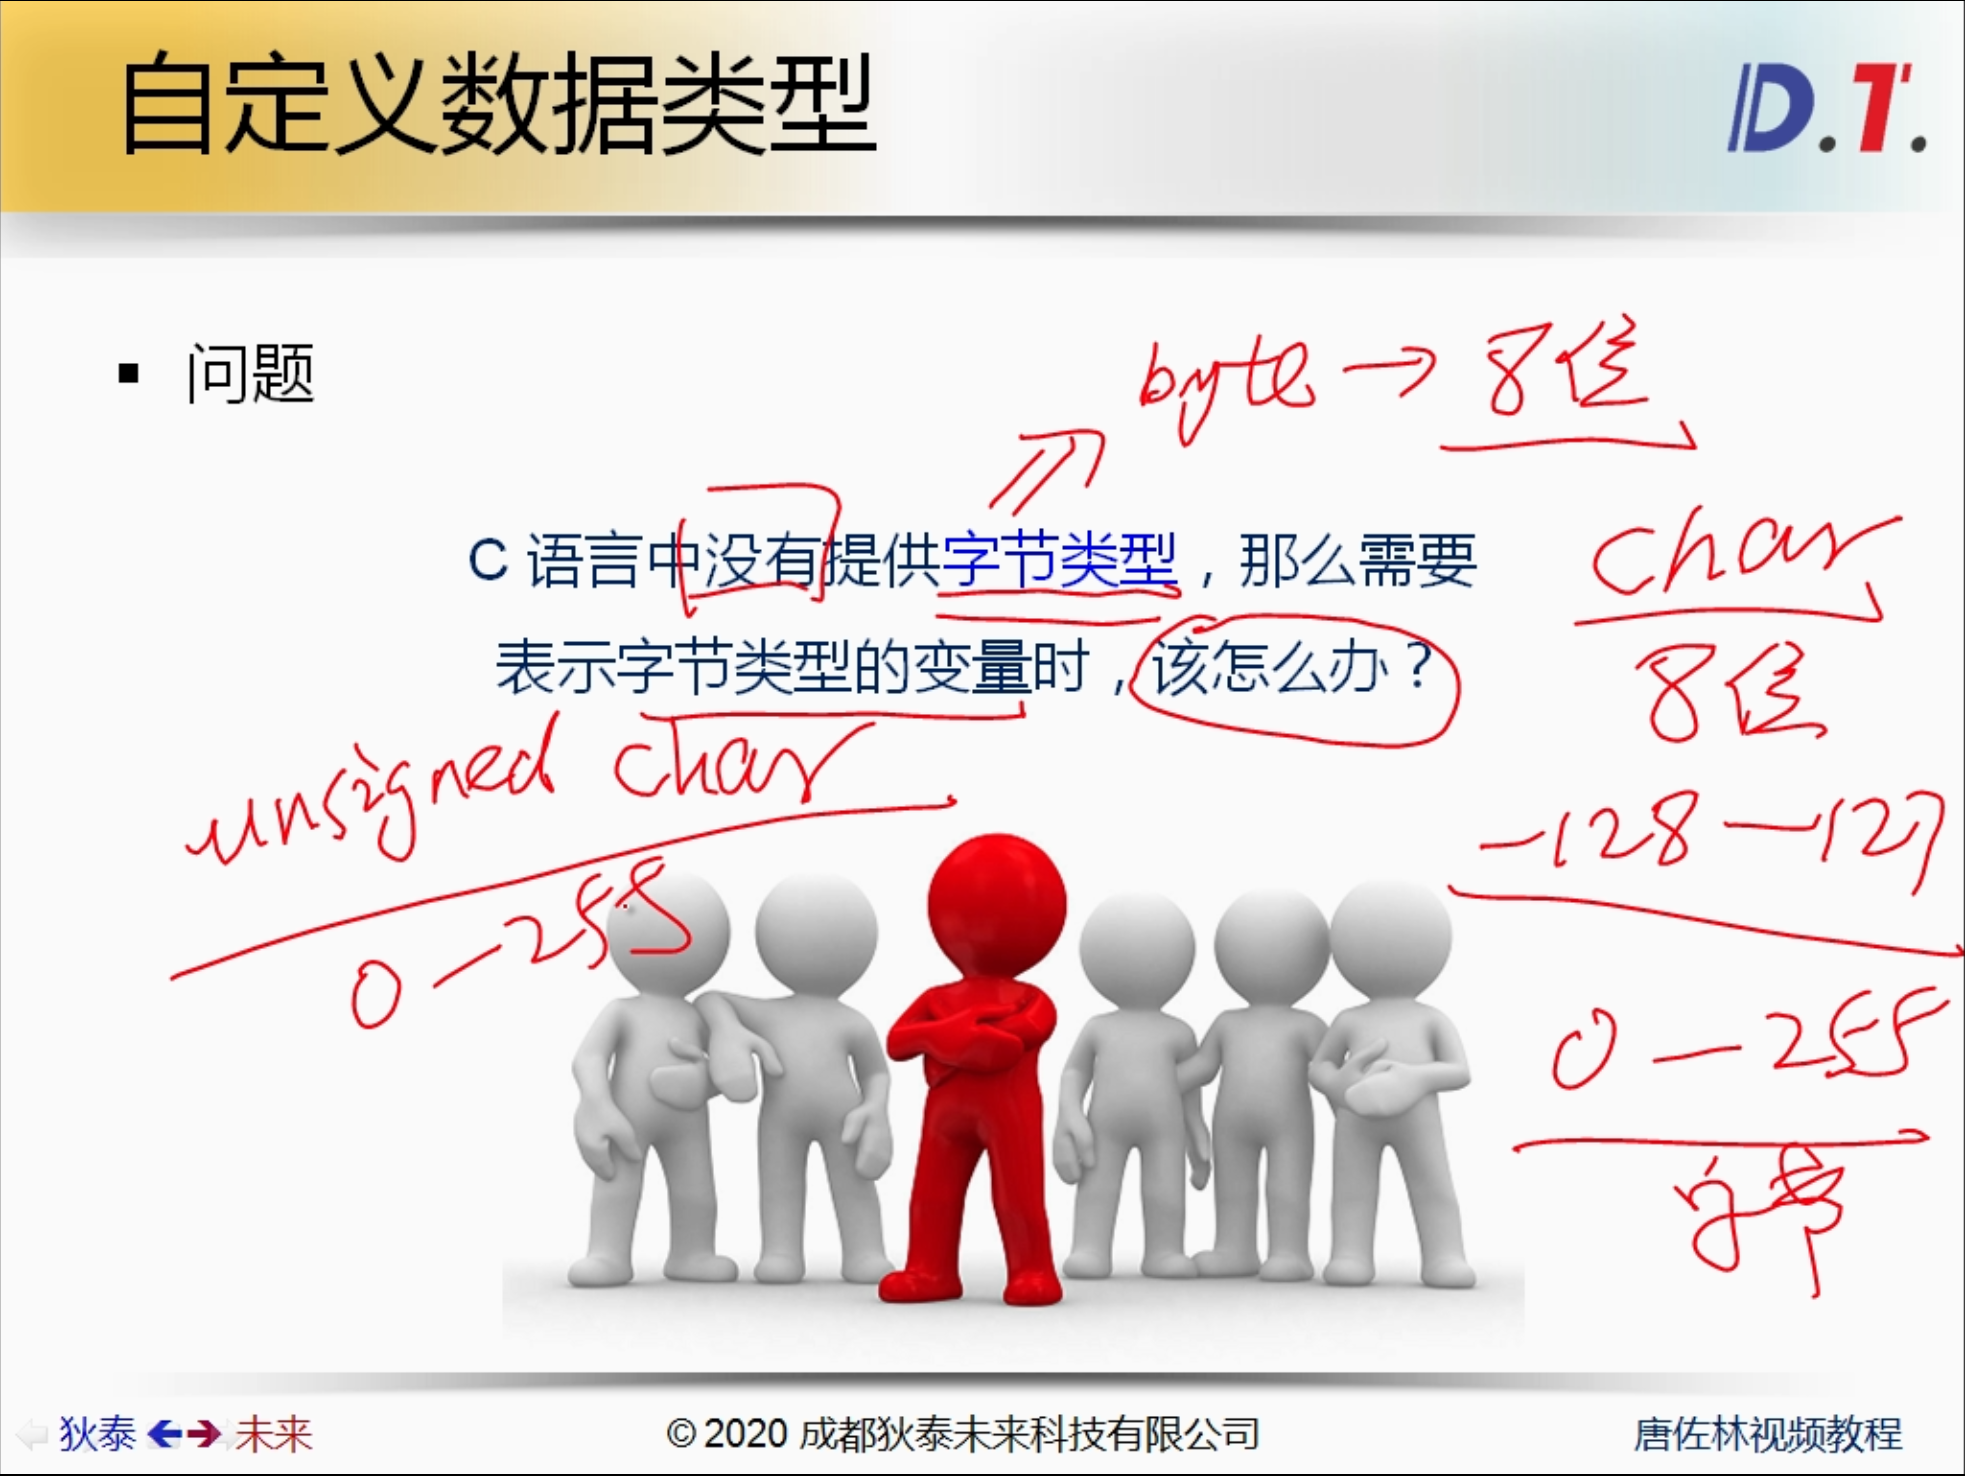 自定义数据类型
D.T.
▪ 问题
byte → 8位
C 语言中没有提供字节类型，那么需要
表示字节类型的变量时，该怎么办？
char
8位
-128—127
0—255
字节
unsigned char
0—255
狄泰 未来
© 2020 成都狄泰未来科技有限公司
唐佐林视频教程